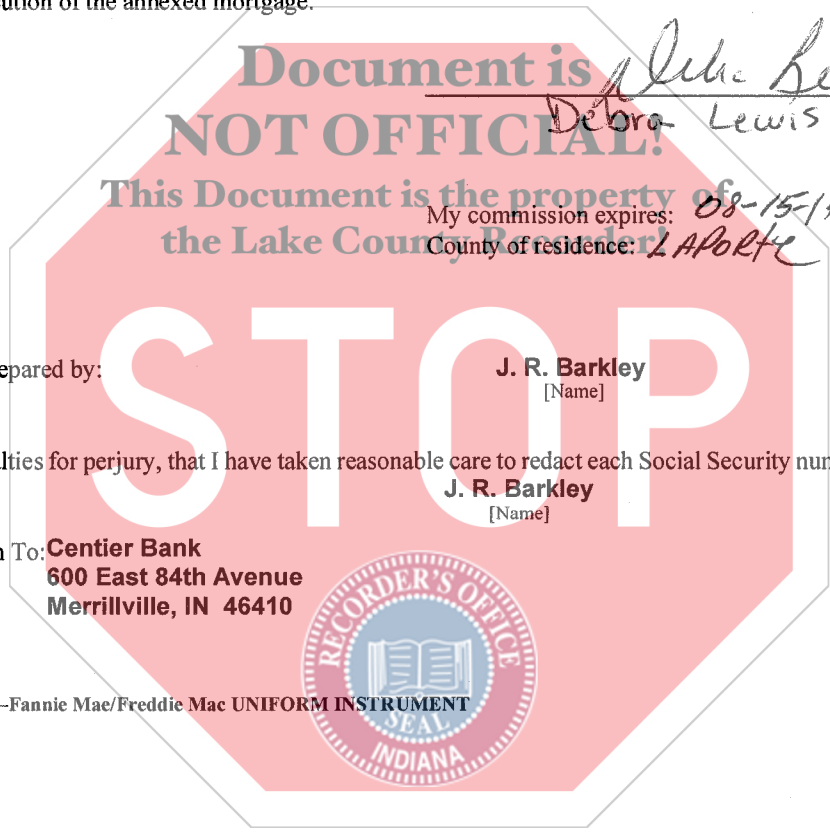 ution of the annexed mortgage.
Document is
NOT OFFICIAL!
Debra Lewis
This Document is the property of
My commission expires: 08-15-1
the Lake County Recorder!
County of residence: LAPORTE
STOP
epared by:
J. R. Barkley
[Name]
lties for perjury, that I have taken reasonable care to redact each Social Security num
J. R. Barkley
[Name]
n To: Centier Bank
600 East 84th Avenue
Merrillville, IN 46410
RECORDER'S OFFICE
SEAL
INDIANA
–Fannie Mae/Freddie Mac UNIFORM INSTRUMENT